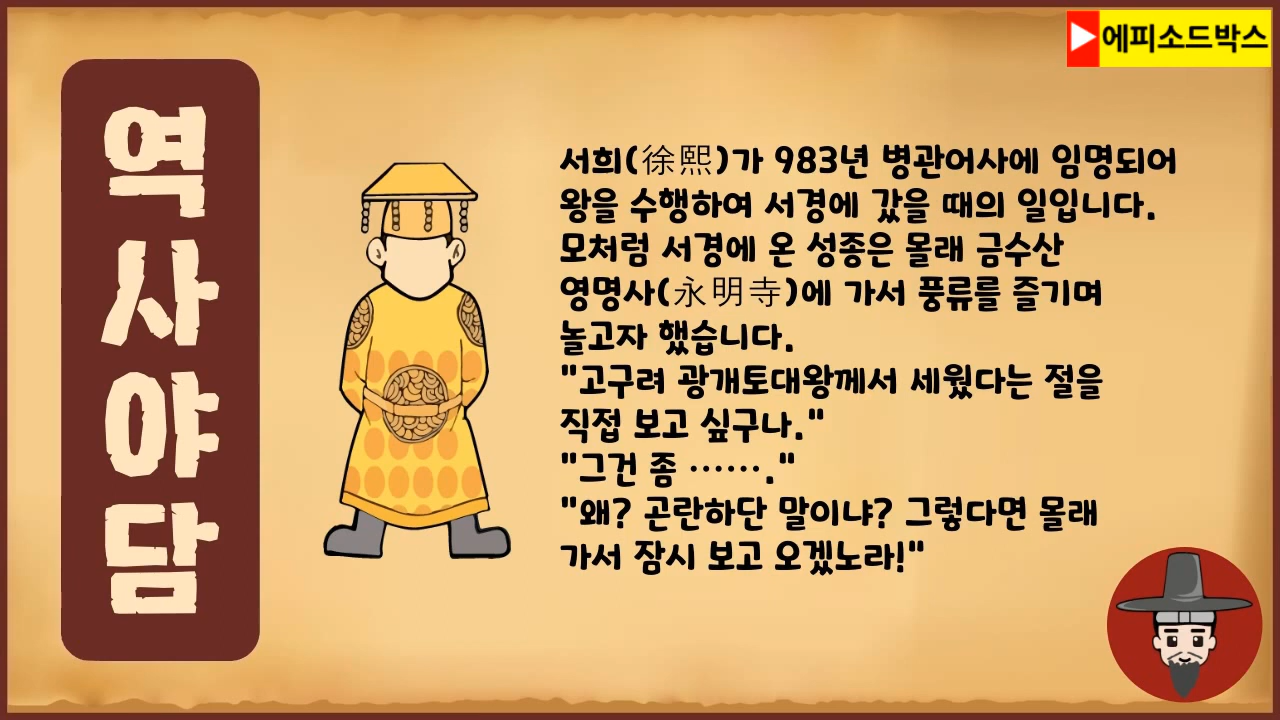 에피소드박스
역사야담
서희(徐熙)가 983년 병관어사에 임명되어
왕을 수행하여 서경에 갔을 때의 일입니다.
모처럼 서경에 온 성종은 몰래 금수산
영명사(永明寺)에 가서 풍류를 즐기며
놀고자 했습니다.
"고구려 광개토대왕께서 세웠다는 절을
직접 보고 싶구나."
"그건 좀 ……."
"왜? 곤란하단 말이냐? 그렇다면 몰래
가서 잠시 보고 오겠노라!"